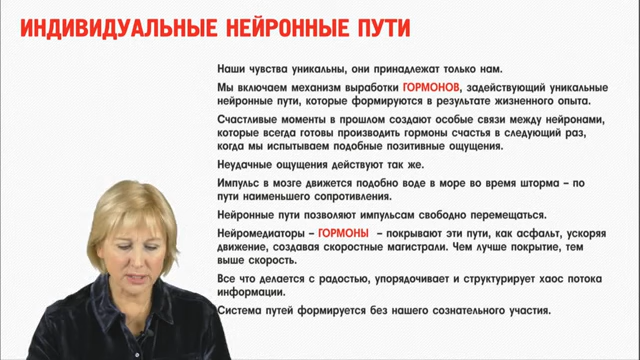 ИНДИВИДУАЛЬНЫЕ НЕЙРОННЫЕ ПУТИ
Наши чувства уникальны, они принадлежат только нам.
Мы включаем механизм выработки ГОРМОНОВ, задействующий уникальные
нейронные пути, которые формируются в результате жизненного опыта.
Счастливые моменты в прошлом создают особые связи между нейронами,
которые всегда готовы производить гормоны счастья в следующий раз,
когда мы испытываем подобные позитивные ощущения.
Неудачные ощущения действуют так же.
Импульс в мозге движется подобно воде в море во время шторма – по
пути наименьшего сопротивления.
Нейронные пути позволяют импульсам свободно перемещаться.
Нейромедиаторы – ГОРМОНЫ – покрывают эти пути, как асфальт, ускоряя
движение, создавая скоростные магистрали. Чем лучше покрытие, тем
выше скорость.
Все что делается с радостью, упорядочивает и структурирует хаос потока
информации.
Система путей формируется без нашего сознательного участия.